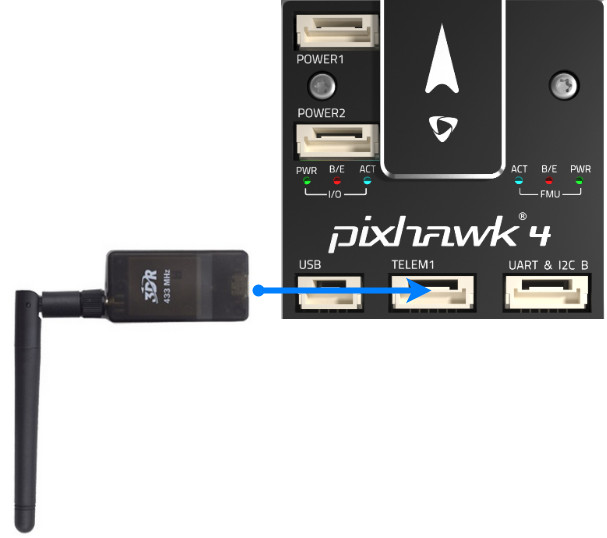 POWER1
POWER2
PWR B/E ACT
I/O
ACT B/E PWR
FMU
pixhawk® 4
USB
TELEM1
UART & I2C B
3DR
433 MHz